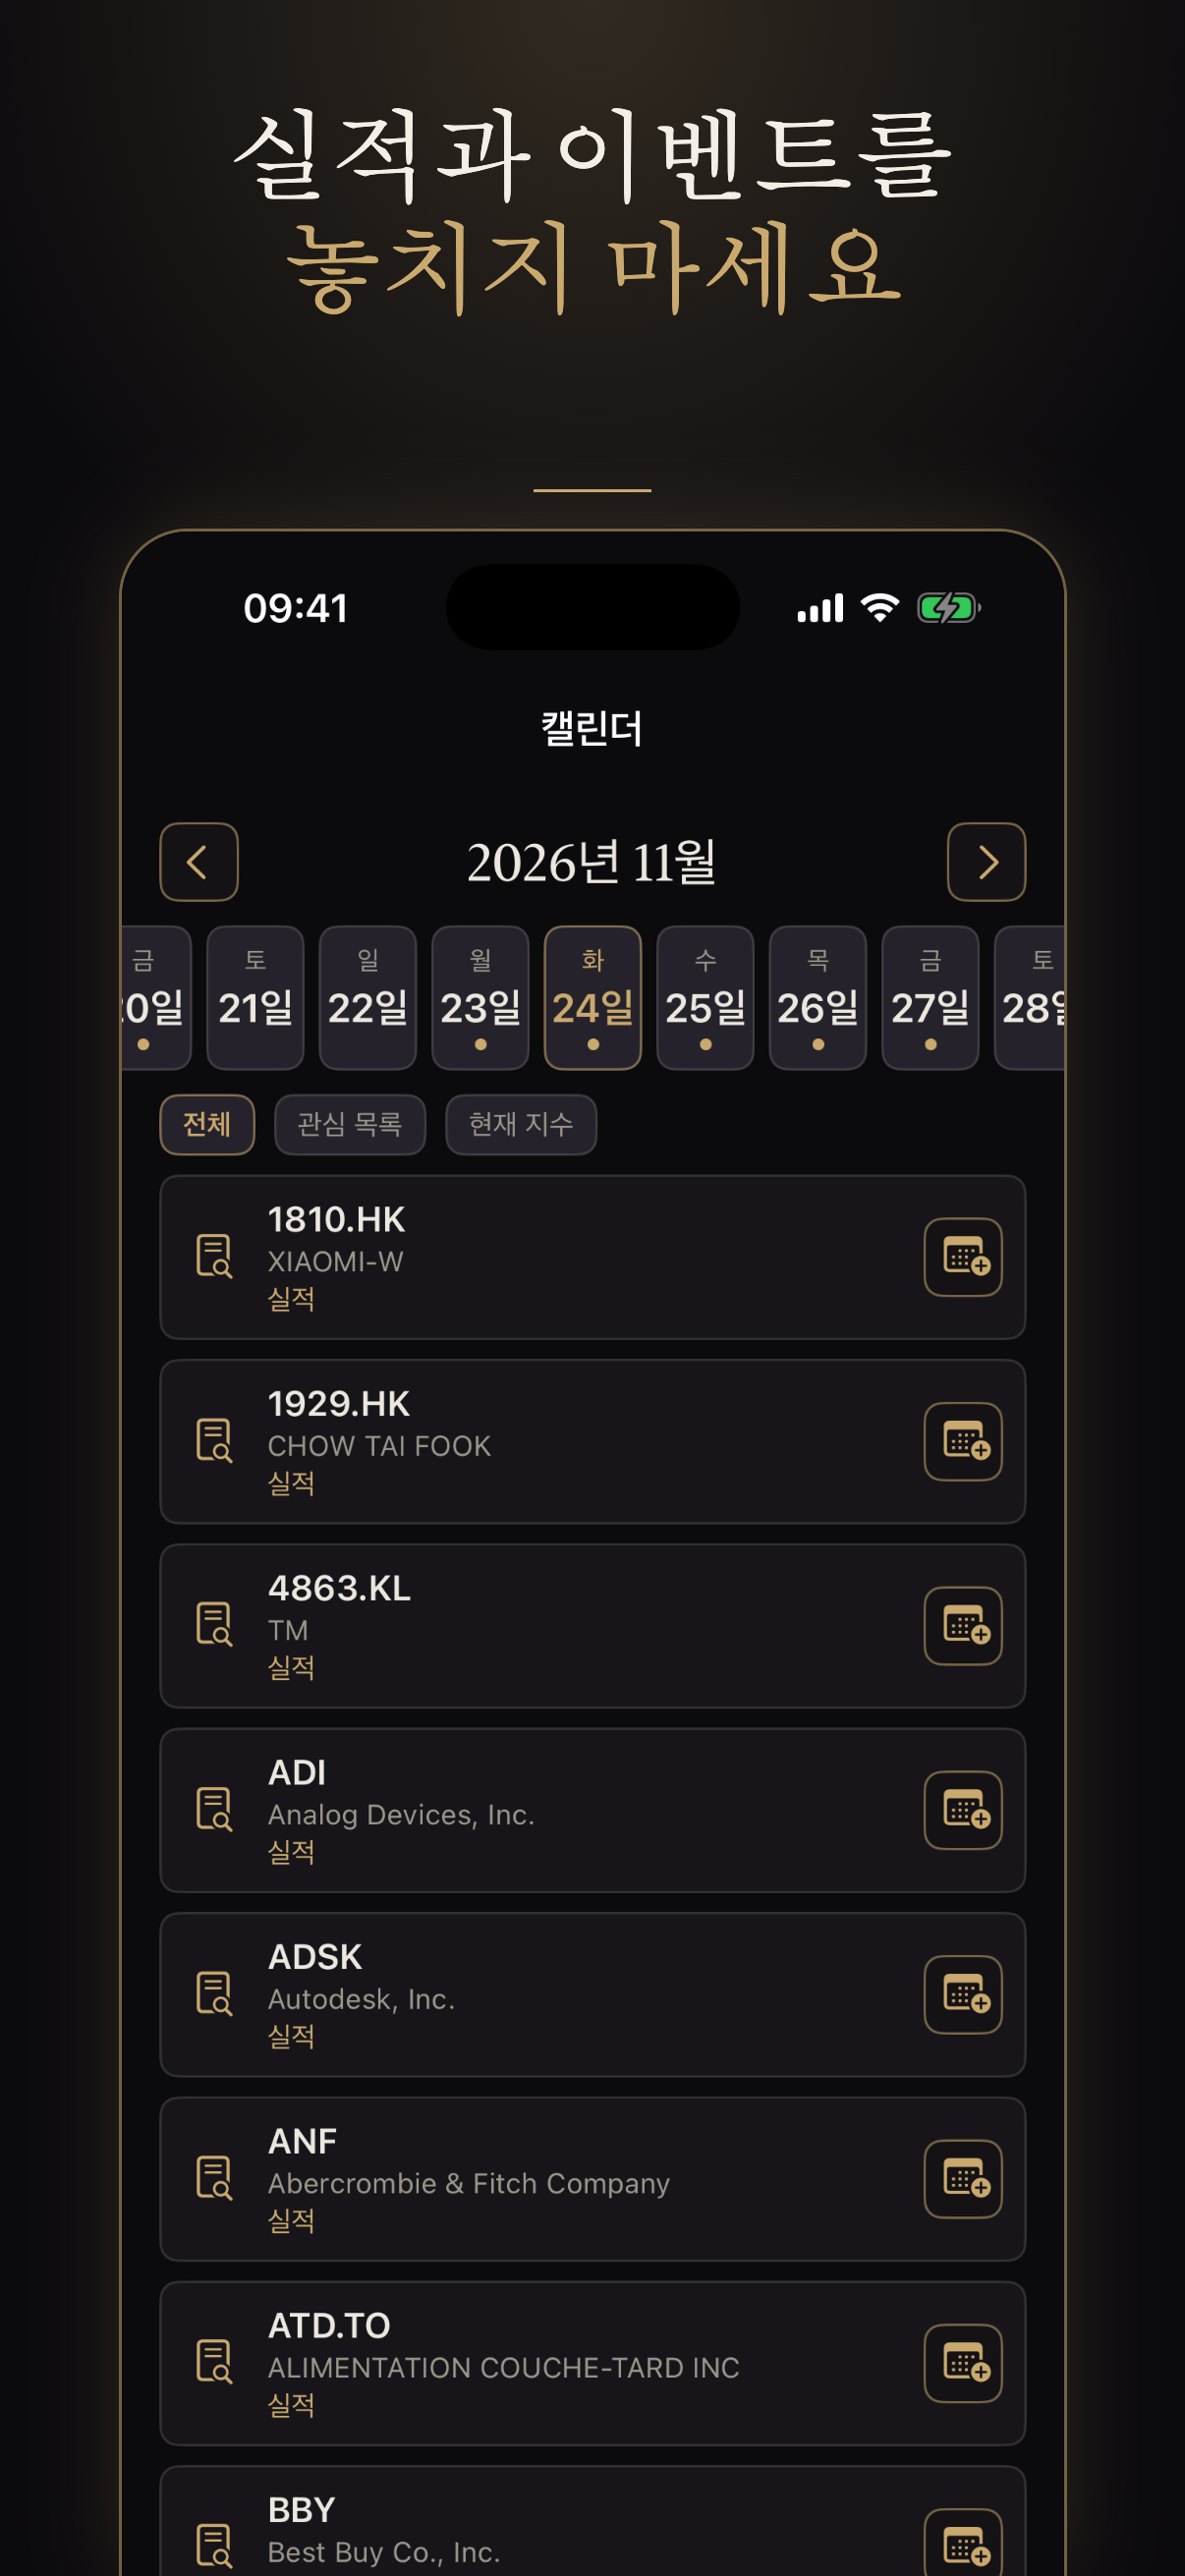 실적과 이벤트를
놓치지 마세요
09:41
캘린더
2026년 11월
금 토 일 월 화 수 목 금 토
21일 22일 23일 24일 25일 26일 27일
전체 관심 목록 현재 지수
1810.HK
XIAOMI-W
실적
1929.HK
CHOW TAI FOOK
실적
4863.KL
TM
실적
ADI
Analog Devices, Inc.
실적
ADSK
Autodesk, Inc.
실적
ANF
Abercrombie & Fitch Company
실적
ATD.TO
ALIMENTATION COUCHE-TARD INC
실적
BBY
Best Buy Co., Inc.